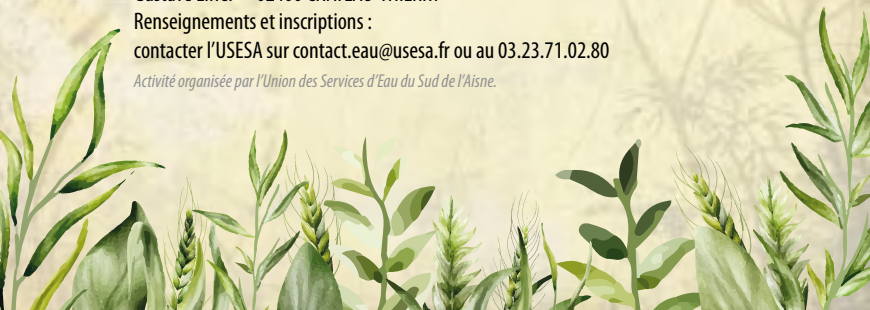 Renseignements et inscriptions :
contacter l’USESA sur contact.eau@usesa.fr ou au 03.23.71.02.80
Activité organisée par l’Union des Services d’Eau du Sud de l’Aisne.